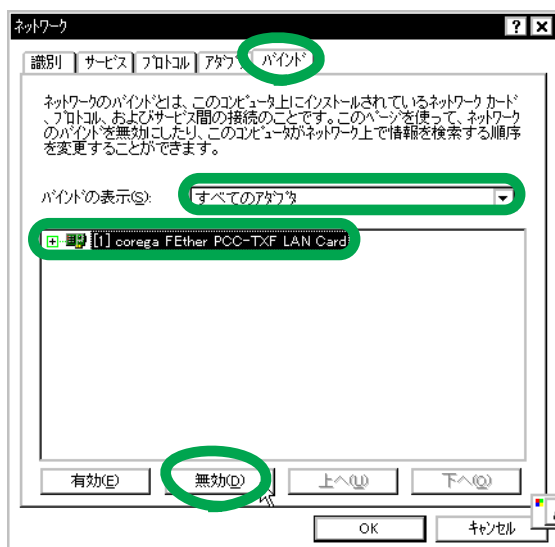 ネットワーク
識別 サービス プロトコル アダプタ バインド
ネットワークのバインドとは、このコンピュータ上にインストールされているネットワーク カード
、プロトコル、およびサービス間の接続のことです。このページを使って、ネットワーク
のバインドを無効にしたり、このコンピュータがネットワーク上で情報を検索する順序
を変更することができます。
バインドの表示(S): すべてのアダプタ
[1] corega FEther PCC-TXF LAN Card
有効(E) 無効(D) 上へ(U) 下へ(O)
OK キャンセル